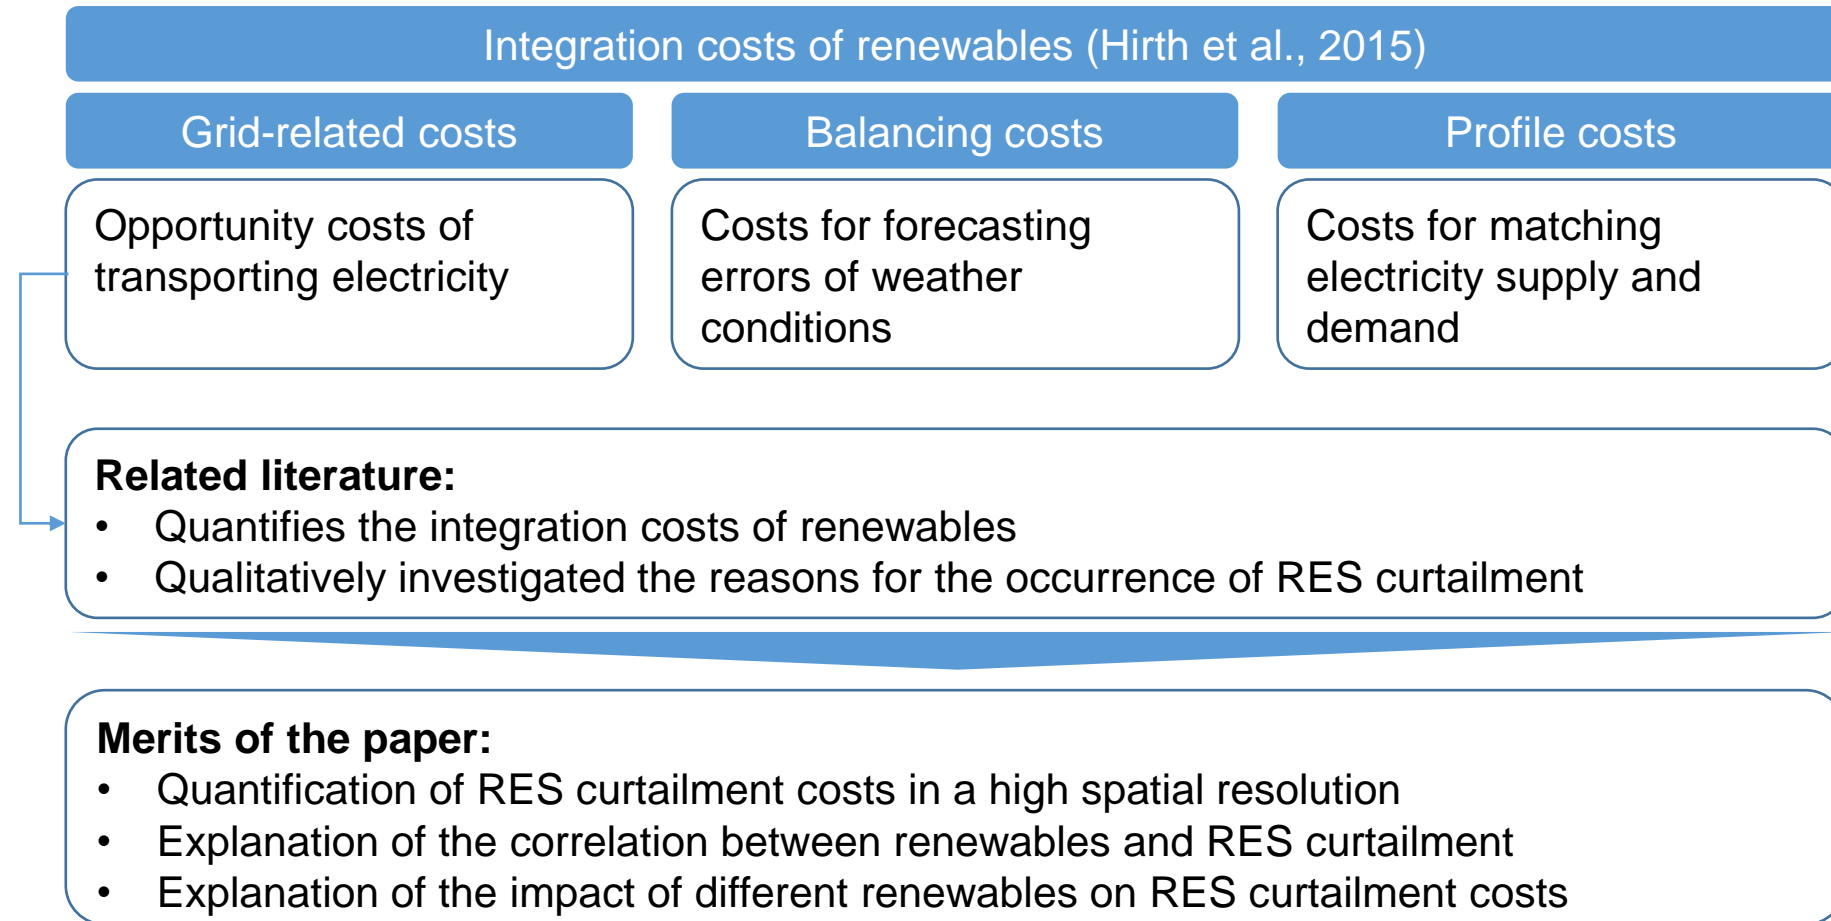 Integration costs of renewables (Hirth et al., 2015)
Grid-related costs
Balancing costs
Profile costs
Opportunity costs of
transporting electricity
Costs for forecasting
errors of weather
conditions
Costs for matching
electricity supply and
demand
Related literature:
• Quantifies the integration costs of renewables
• Qualitatively investigated the reasons for the occurrence of RES curtailment
Merits of the paper:
• Quantification of RES curtailment costs in a high spatial resolution
• Explanation of the correlation between renewables and RES curtailment
• Explanation of the impact of different renewables on RES curtailment costs